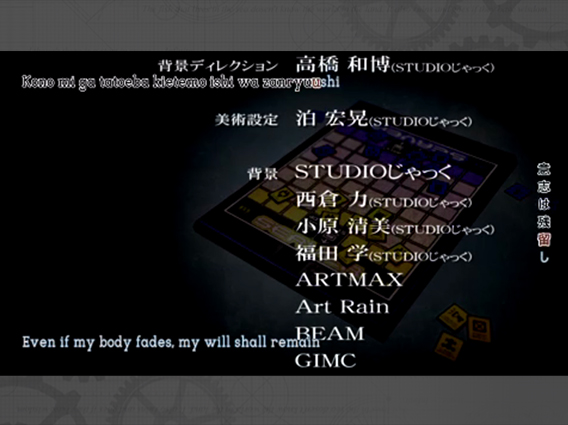 背景ディレクション 高橋 和博(STUDIOじゃっく)
Kono mi ga tatoeba kietemo ishi wa zanryuushi
美術設定 泊 宏晃(STUDIOじゃっく)
背景 STUDIOじゃっく
西倉 力(STUDIOじゃっく)
小原 清美(STUDIOじゃっく)
福田 学(STUDIOじゃっく)
ARTMAX
Art Rain
BEAM
GIMC
意志は残留し
Even if my body fades, my will shall remain